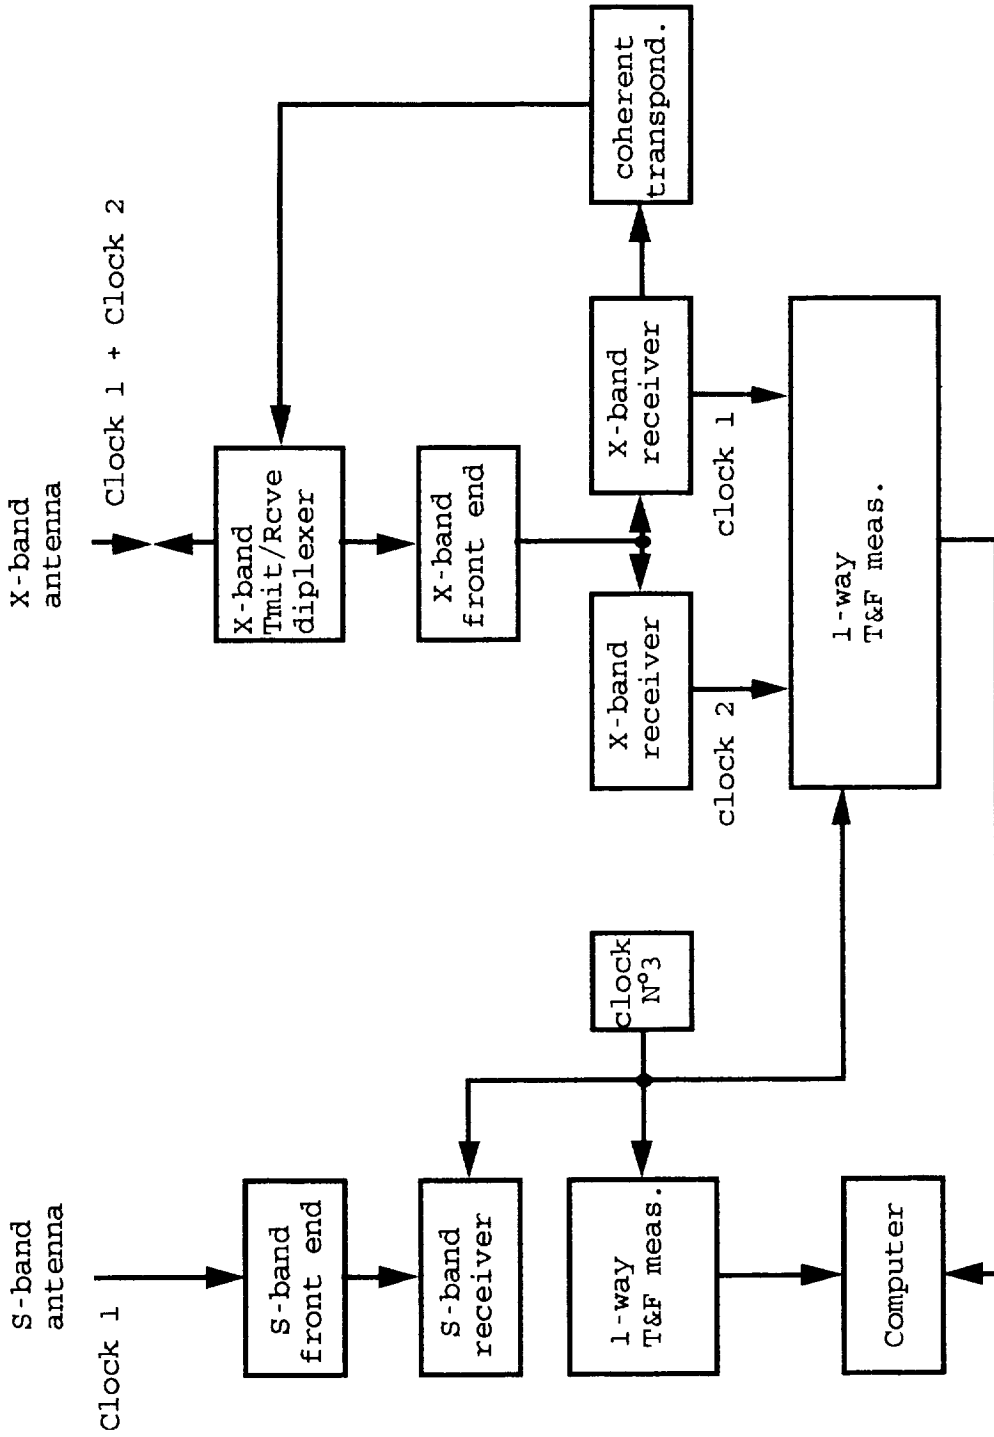 S-band
antenna
Clock 1
S-band
front end
S-band
receiver
1-way
T&F meas.
Computer
clock
N°3
X-band
antenna
Clock 1 + Clock 2
X-band
Tmit/Rcve
diplexer
X-band
front end
X-band
receiver
clock 2
X-band
receiver
clock 1
coherent
transpond.
1-way
T&F meas.